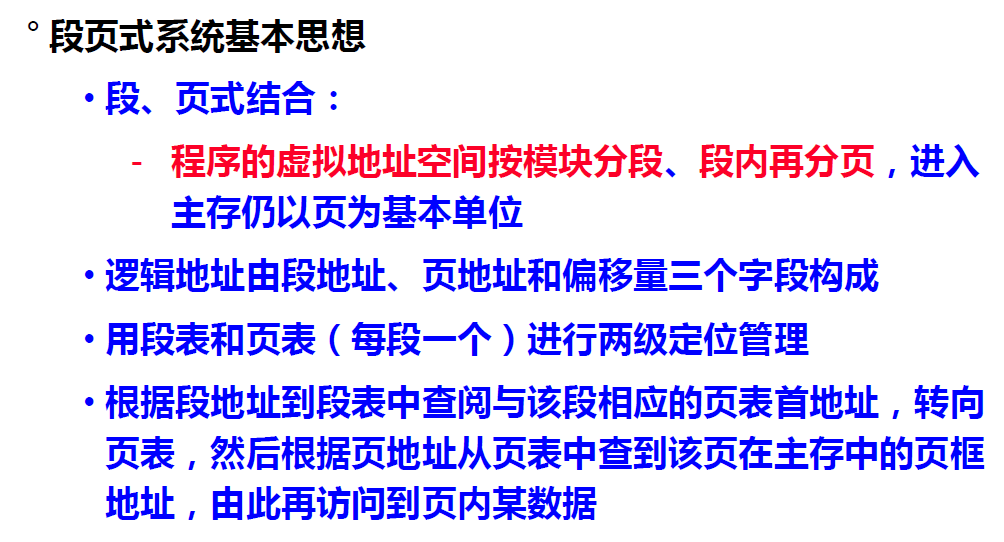 ° 段页式系统基本思想
• 段、页式结合：
- 程序的虚拟地址空间按模块分段、段内再分页，进入
主存仍以页为基本单位
• 逻辑地址由段地址、页地址和偏移量三个字段构成
• 用段表和页表（每段一个）进行两级定位管理
• 根据段地址到段表中查阅与该段相应的页表首地址，转向
页表，然后根据页地址从页表中查到该页在主存中的页框
地址，由此再访问到页内某数据